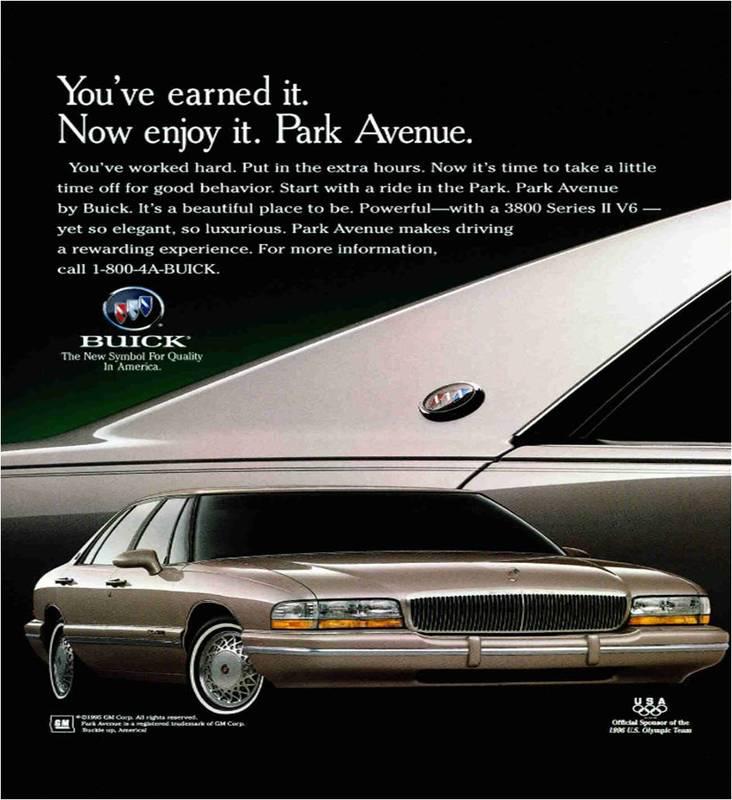 You've earned it.
Now enjoy it. Park Avenue.
You've worked hard. Put in the extra hours. Now it's time to take a little
time off for good behavior. Start with a ride in the Park. Park Avenue
by Buick. It's a beautiful place to be. Powerful—with a 3800 Series II V6 —
yet so elegant, so luxurious. Park Avenue makes driving
a rewarding experience. For more information,
call 1-800-4A-BUICK.
BUICK®
The New Symbol For Quality
In America.
GM
®©1995 GM Corp. All rights reserved.
Park Avenue is a registered trademark of GM Corp.
Buckle up, America!
USA
Official Sponsor of the
1996 U.S. Olympic Team